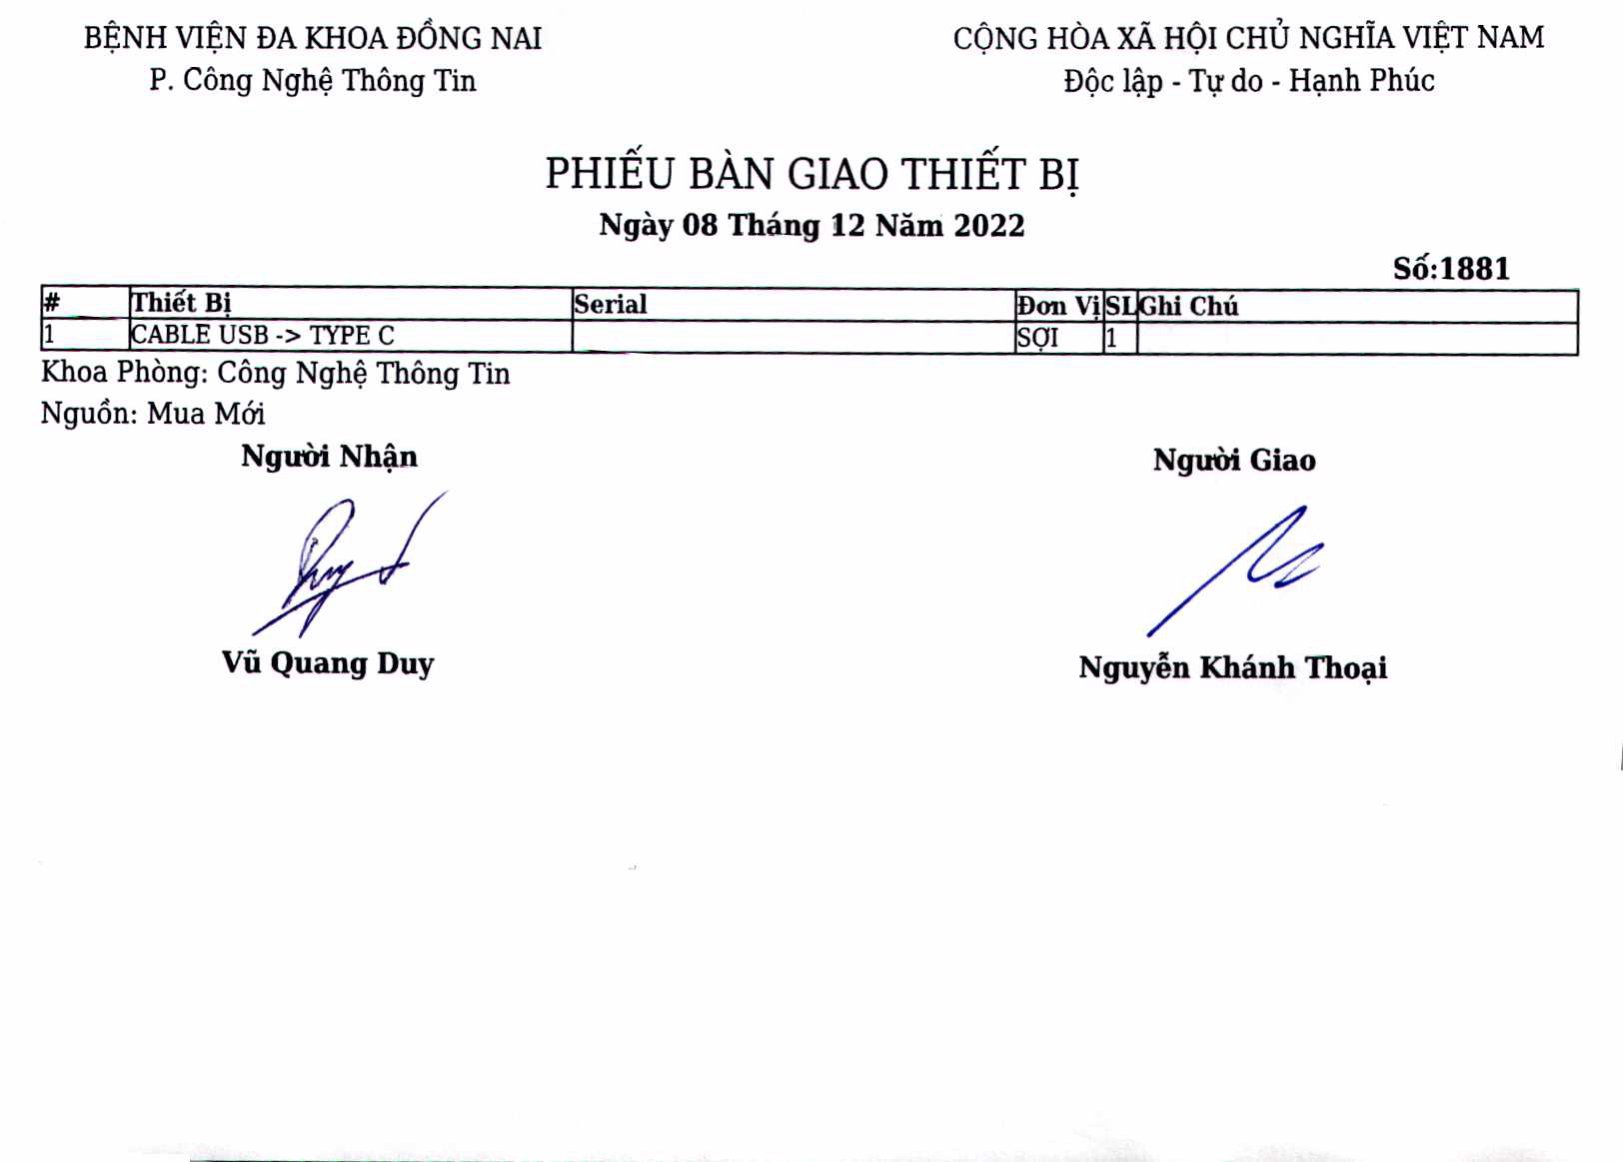 BỆNH VIỆN ĐA KHOA ĐỒNG NAI
P. Công Nghệ Thông Tin
CỘNG HÒA XÃ HỘI CHỦ NGHĨA VIỆT NAM
Độc lập - Tự do - Hạnh Phúc
PHIẾU BÀN GIAO THIẾT BỊ
Ngày 08 Tháng 12 Năm 2022
Số:1881
# Thiết Bị Serial Đơn Vị SL Ghi Chú
1 CABLE USB -> TYPE C SỢI 1
Khoa Phòng: Công Nghệ Thông Tin
Nguồn: Mua Mới
Người Nhận
Người Giao
Vũ Quang Duy
Nguyễn Khánh Thoại